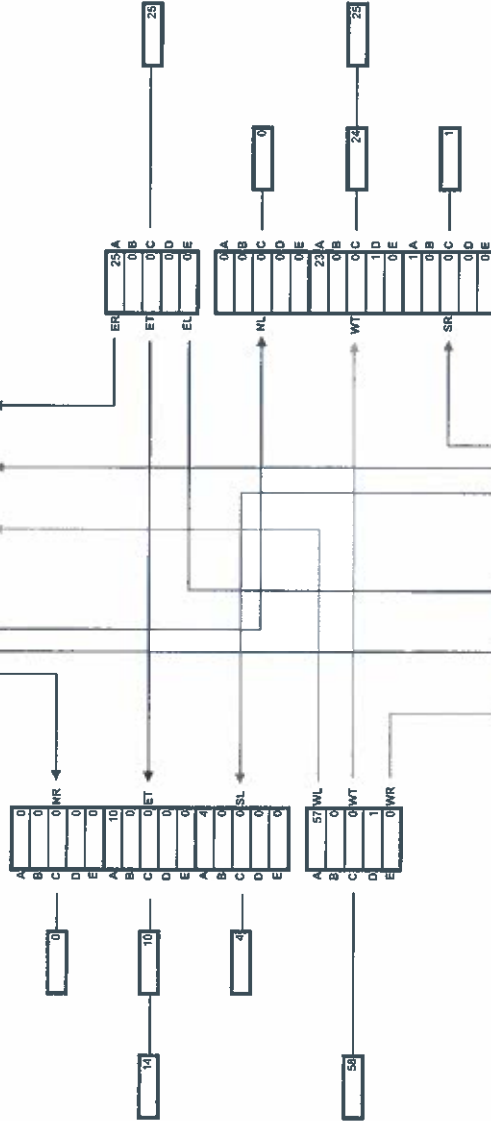 25
25
0
24
1
25 A
ER
0 B
0 C
ET
0 D
0 E
EL
0 A
0 B
0 C
NL
0 D
0 E
23 A
0 B
0 C
WT
1 D
0 E
1 A
0 B
0 C
SR
0 D
0 E
A 0
B 0
C 0 NR
D 0
E 0
A 10
B 0
C 0 ET
D 0
E 0
A 4
B 0
C 0 SL
D 0
E 0
A 57 WL
B 0
C 0 WT
D 1
E 0 WR
0
10
4
14
58